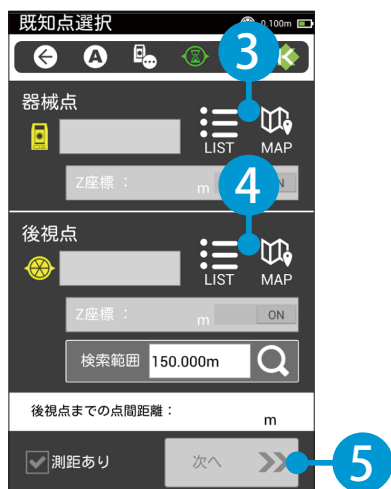 既知点選択 0.100m
A
3
器械点
LIST MAP
Z座標 : m N
4
後視点
LIST MAP
Z座標 : m ON
検索範囲 150.000m
後視点までの点間距離:
m
測距あり 次へ 5